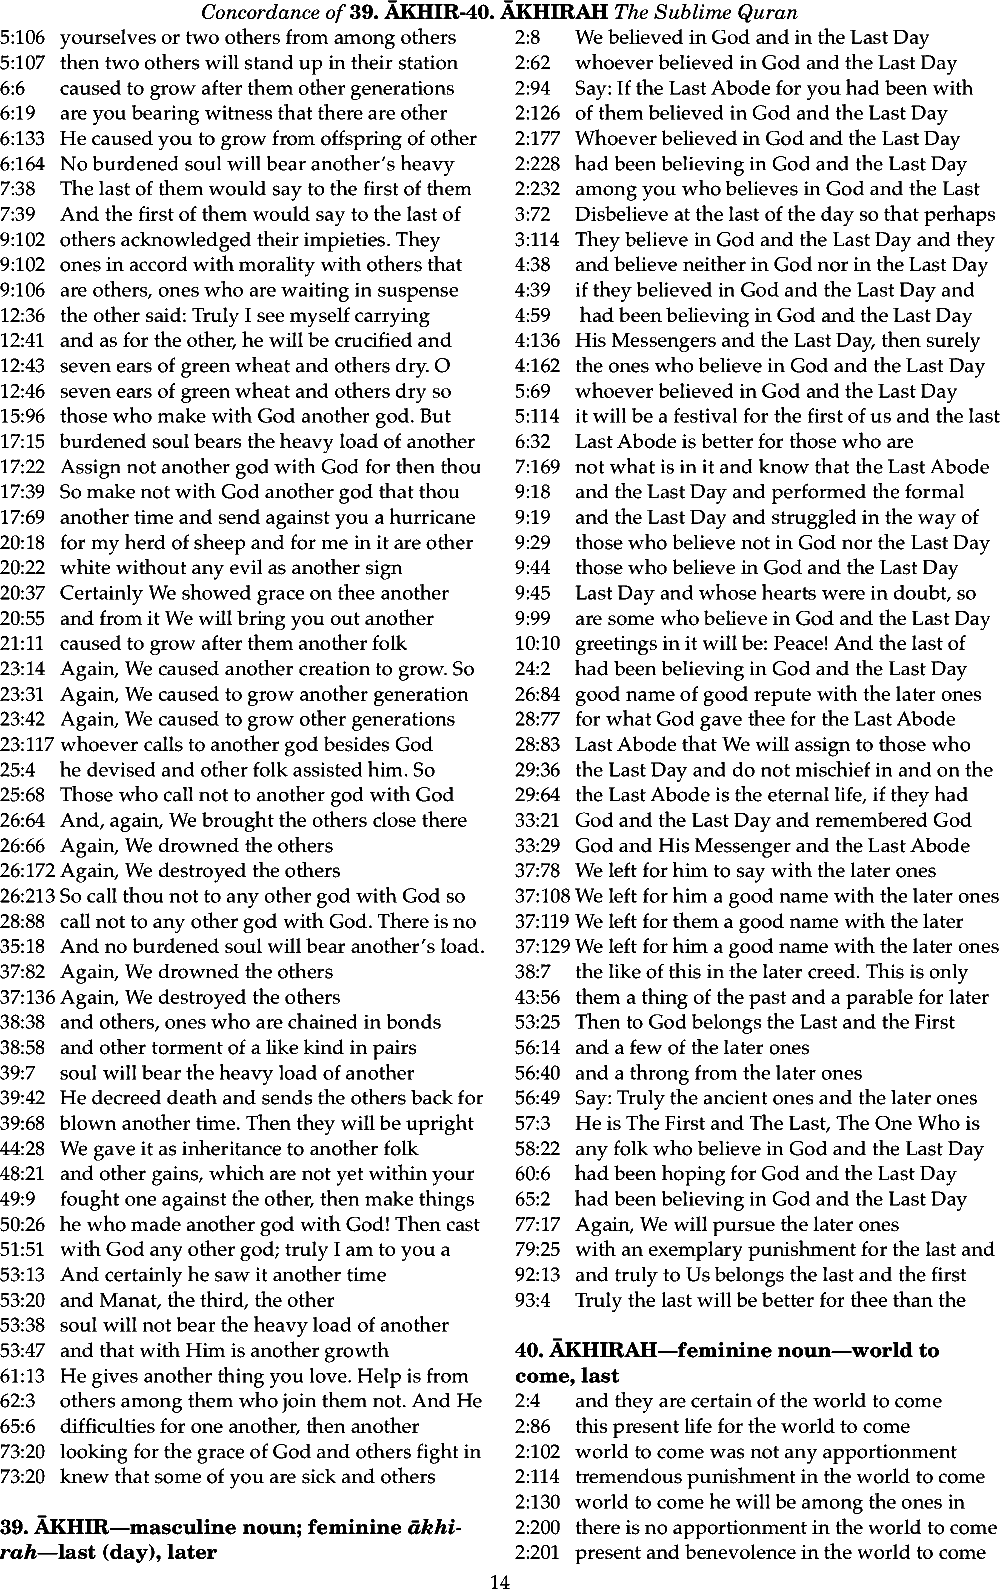 Concordance of 39. ĀKHIR-40. ĀKHIRAH The Sublime Quran
5:106 yourselves or two others from among others
5:107 then two others will stand up in their station
6:6 caused to grow after them other generations
6:19 are you bearing witness that there are other
6:133 He caused you to grow from offspring of other
6:164 No burdened soul will bear another's heavy
7:38 The last of them would say to the first of them
7:39 And the first of them would say to the last of
9:102 others acknowledged their impieties. They
9:102 ones in accord with morality with others that
9:106 are others, ones who are waiting in suspense
12:36 the other said: Truly I see myself carrying
12:41 and as for the other, he will be crucified and
12:43 seven ears of green wheat and others dry. O
12:46 seven ears of green wheat and others dry so
15:96 those who make with God another god. But
17:15 burdened soul bears the heavy load of another
17:22 Assign not another god with God for then thou
17:39 So make not with God another god that thou
17:69 another time and send against you a hurricane
20:18 for my herd of sheep and for me in it are other
20:22 white without any evil as another sign
20:37 Certainly We showed grace on thee another
20:55 and from it We will bring you out another
21:11 caused to grow after them another folk
23:14 Again, We caused another creation to grow. So
23:31 Again, We caused to grow another generation
23:42 Again, We caused to grow other generations
23:117 whoever calls to another god besides God
25:4 he devised and other folk assisted him. So
25:68 Those who call not to another god with God
26:64 And, again, We brought the others close there
26:66 Again, We drowned the others
26:172 Again, We destroyed the others
26:213 So call thou not to any other god with God so
28:88 call not to any other god with God. There is no
35:18 And no burdened soul will bear another's load.
37:82 Again, We drowned the others
37:136 Again, We destroyed the others
38:38 and others, ones who are chained in bonds
38:58 and other torment of a like kind in pairs
39:7 soul will bear the heavy load of another
39:42 He decreed death and sends the others back for
39:68 blown another time. Then they will be upright
44:28 We gave it as inheritance to another folk
48:21 and other gains, which are not yet within your
49:9 fought one against the other, then make things
50:26 he who made another god with God! Then cast
51:51 with God any other god; truly I am to you a
53:13 And certainly he saw it another time
53:20 and Manat, the third, the other
53:38 soul will not bear the heavy load of another
53:47 and that with Him is another growth
61:13 He gives another thing you love. Help is from
62:3 others among them who join them not. And He
65:6 difficulties for one another, then another
73:20 looking for the grace of God and others fight in
73:20 knew that some of you are sick and others
39. ĀKHIR—masculine noun; feminine ākhi-
rah—last (day), later
2:8 We believed in God and in the Last Day
2:62 whoever believed in God and the Last Day
2:94 Say: If the Last Abode for you had been with
2:126 of them believed in God and the Last Day
2:177 Whoever believed in God and the Last Day
2:228 had been believing in God and the Last Day
2:232 among you who believes in God and the Last
3:72 Disbelieve at the last of the day so that perhaps
3:114 They believe in God and the Last Day and they
4:38 and believe neither in God nor in the Last Day
4:39 if they believed in God and the Last Day and
4:59 had been believing in God and the Last Day
4:136 His Messengers and the Last Day, then surely
4:162 the ones who believe in God and the Last Day
5:69 whoever believed in God and the Last Day
5:114 it will be a festival for the first of us and the last
6:32 Last Abode is better for those who are
7:169 not what is in it and know that the Last Abode
9:18 and the Last Day and performed the formal
9:19 and the Last Day and struggled in the way of
9:29 those who believe not in God nor the Last Day
9:44 those who believe in God and the Last Day
9:45 Last Day and whose hearts were in doubt, so
9:99 are some who believe in God and the Last Day
10:10 greetings in it will be: Peace! And the last of
24:2 had been believing in God and the Last Day
26:84 good name of good repute with the later ones
28:77 for what God gave thee for the Last Abode
28:83 Last Abode that We will assign to those who
29:36 the Last Day and do not mischief in and on the
29:64 the Last Abode is the eternal life, if they had
33:21 God and the Last Day and remembered God
33:29 God and His Messenger and the Last Abode
37:78 We left for him to say with the later ones
37:108 We left for him a good name with the later ones
37:119 We left for them a good name with the later
37:129 We left for him a good name with the later ones
38:7 the like of this in the later creed. This is only
43:56 them a thing of the past and a parable for later
53:25 Then to God belongs the Last and the First
56:14 and a few of the later ones
56:40 and a throng from the later ones
56:49 Say: Truly the ancient ones and the later ones
57:3 He is The First and The Last, The One Who is
58:22 any folk who believe in God and the Last Day
60:6 had been hoping for God and the Last Day
65:2 had been believing in God and the Last Day
77:17 Again, We will pursue the later ones
79:25 with an exemplary punishment for the last and
92:13 and truly to Us belongs the last and the first
93:4 Truly the last will be better for thee than the
40. ĀKHIRAH—feminine noun—world to
come, last
2:4 and they are certain of the world to come
2:86 this present life for the world to come
2:102 world to come was not any apportionment
2:114 tremendous punishment in the world to come
2:130 world to come he will be among the ones in
2:200 there is no apportionment in the world to come
2:201 present and benevolence in the world to come
14